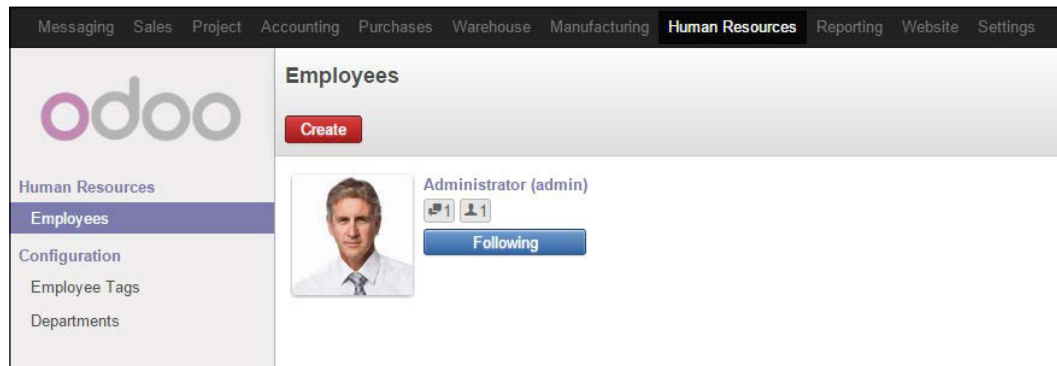 Messaging Sales Project Accounting Purchases Warehouse Manufacturing Human Resources Reporting Website Settings
odoo
Human Resources
Employees
Configuration
Employee Tags
Departments
Employees
Create
Administrator (admin)
1 1
Following